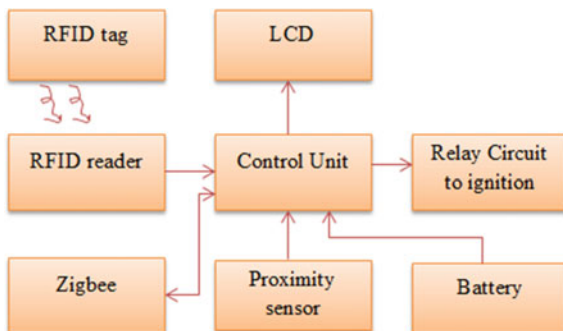 RFID tag
LCD
RFID reader
Control Unit
Relay Circuit
to ignition
Zigbee
Proximity
sensor
Battery